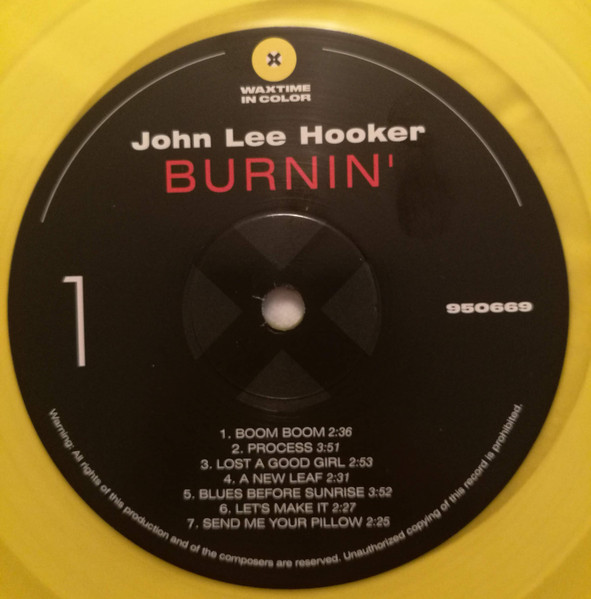 WAXTIME
IN COLOR
John Lee Hooker
BURNIN'
1
950669
1. BOOM BOOM 2:36
2. PROCESS 3:51
3. LOST A GOOD GIRL 2:53
4. A NEW LEAF 2:31
5. BLUES BEFORE SUNRISE 3:52
6. LET'S MAKE IT 2:27
7. SEND ME YOUR PILLOW 2:25
Warning: All rights of this production and of the composers are reserved. Unauthorized copying of this record is prohibited.